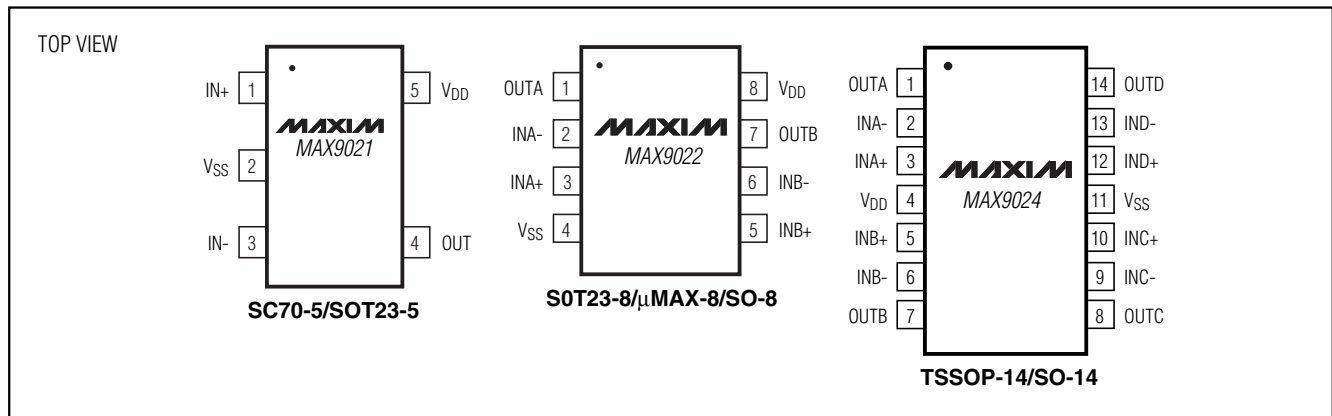 TOP VIEW
IN+ 1
VSS 2
IN- 3
5 VDD
4 OUT
MAXIM
MAX9021
SC70-5/SOT23-5
OUTA 1
INA- 2
INA+ 3
VSS 4
8 VDD
7 OUTB
6 INB-
5 INB+
MAXIM
MAX9022
S0T23-8/μMAX-8/SO-8
OUTA 1
INA- 2
INA+ 3
VDD 4
INB+ 5
INB- 6
OUTB 7
14 OUTD
13 IND-
12 IND+
11 VSS
10 INC+
9 INC-
8 OUTC
MAXIM
MAX9024
TSSOP-14/SO-14